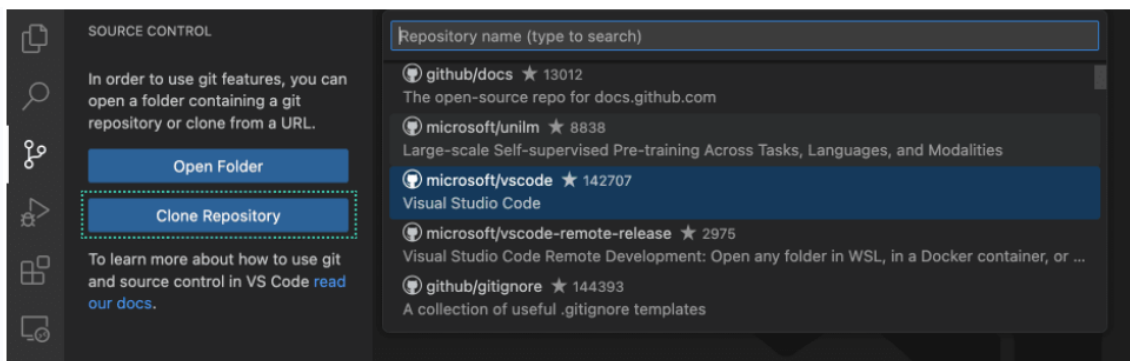 SOURCE CONTROL
In order to use git features, you can
open a folder containing a git
repository or clone from a URL.
Open Folder
Clone Repository
To learn more about how to use git
and source control in VS Code read
our docs.
Repository name (type to search)
github/docs ★ 13012
The open-source repo for docs.github.com
microsoft/unilm ★ 8838
Large-scale Self-supervised Pre-training Across Tasks, Languages, and Modalities
microsoft/vscode ★ 142707
Visual Studio Code
microsoft/vscode-remote-release ★ 2975
Visual Studio Code Remote Development: Open any folder in WSL, in a Docker container, or ...
github/gitignore ★ 144393
A collection of useful .gitignore templates